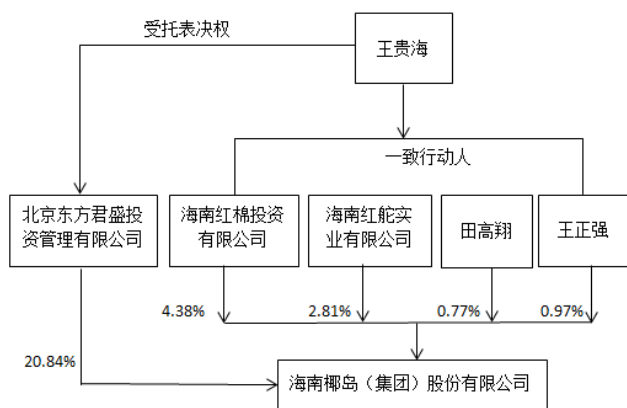 受托表决权
王贵海
一致行动人
北京东方君盛投
资管理有限公司
海南红棉投资
有限公司
海南红舵实
业有限公司
田高翔
王正强
4.38%
2.81%
0.77%
0.97%
20.84%
海南椰岛（集团）股份有限公司